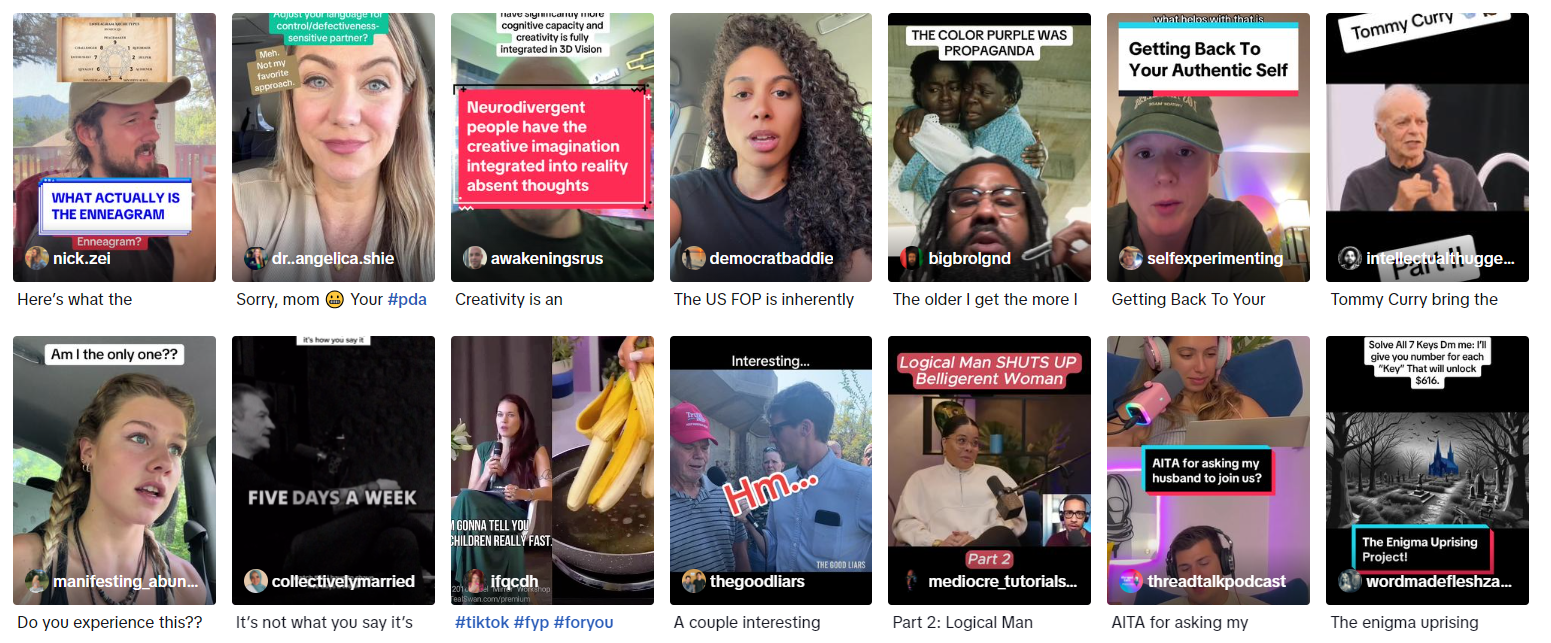 WHAT ACTUALLY IS
THE ENNEAGRAM
Enneagram?
nick.zei
Here's what the
Adjust your language for
control/defectiveness-
sensitive partner?
Meh.
Not my
favorite
approach.
dr..angelica.shie
Sorry, mom 😬 Your #pda
have significantly more
cognitive capacity and
creativity is fully
integrated in 3D Vision
Neurodivergent
people have the
creative imagination
integrated into reality
absent thoughts
awakeningsrus
Creativity is an
democratbaddie
The US FOP is inherently
THE COLOR PURPLE WAS
PROPAGANDA
bigbrolgnd
The older I get the more I
what helps with that is
Getting Back To
Your Authentic Self
selfexperimenting
Getting Back To Your
Tommy Curry
Part II
intellectualthugge...
Tommy Curry bring the
Am I the only one??
manifesting_abun...
Do you experience this??
it's how you say it
FIVE DAYS A WEEK
collectivelymarried
It's not what you say it's
M GONNA TELL YOU
CHILDREN REALLY FAST.
ifqcdh
Workshop
TealSwan.com/premium
#tiktok #fyp #foryou
Interesting...
Hm...
THE GOOD LIARS
thegoodliars
A couple interesting
Logical Man SHUTS UP
Belligerent Woman
Part 2
mediocre_tutorials...
Part 2: Logical Man
AITA for asking my
husband to join us?
threadtalkpodcast
AITA for asking my
Solve All 7 Keys Dm me: I'll
give you number for each
"Key" That will unlock
$616.
The Enigma Uprising
Project!
wordmadefleshza...
The enigma uprising